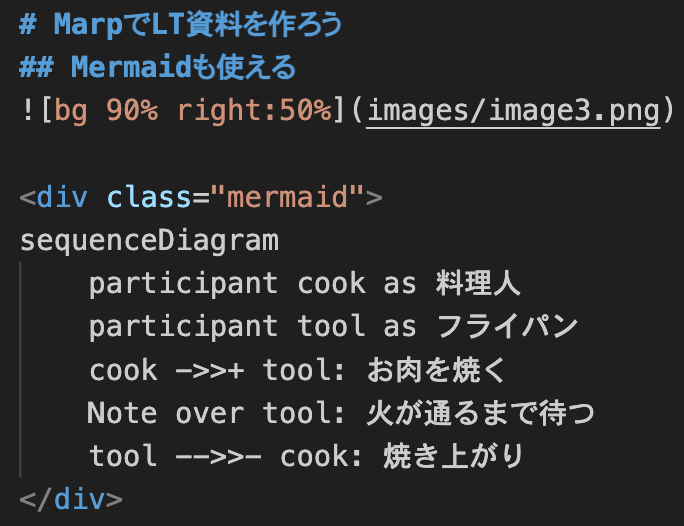 # MarpでLT資料を作ろう
## Mermaidも使える
![bg 90% right:50%](images/image3.png)
<div class="mermaid">
sequenceDiagram
participant cook as 料理人
participant tool as フライパン
cook ->>+ tool: お肉を焼く
Note over tool: 火が通るまで待つ
tool -->>- cook: 焼き上がり
</div>